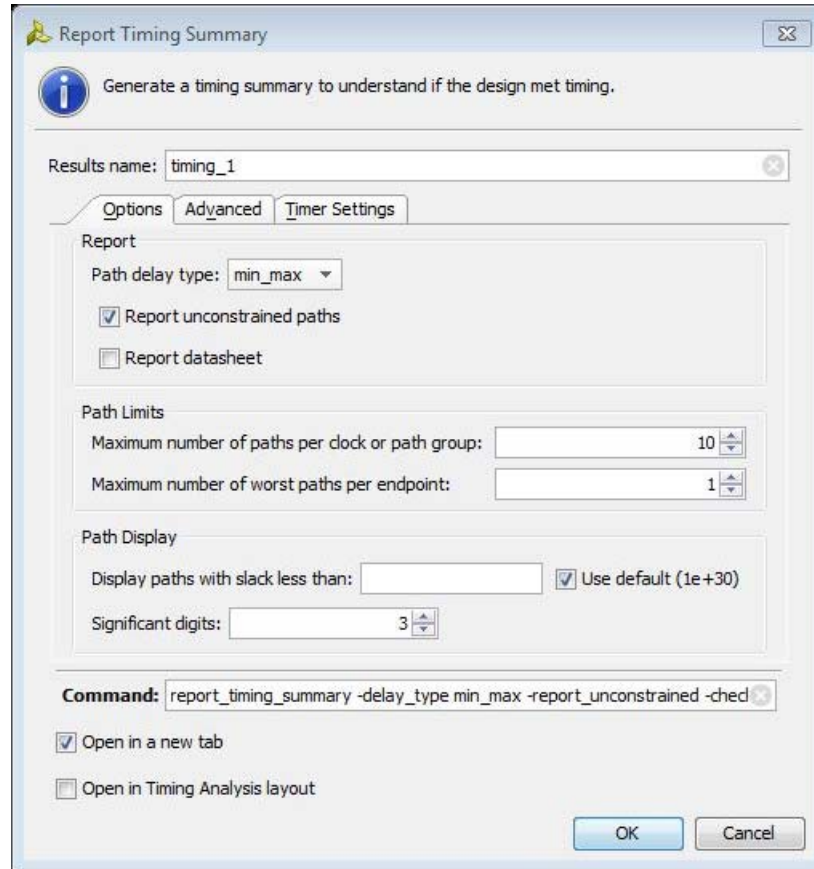 Report Timing Summary
Generate a timing summary to understand if the design met timing.
Results name: timing_1
Options Advanced Timer Settings
Report
Path delay type: min_max
Report unconstrained paths
Report datasheet
Path Limits
Maximum number of paths per clock or path group: 10
Maximum number of worst paths per endpoint: 1
Path Display
Display paths with slack less than: Use default (1e+30)
Significant digits: 3
Command: report_timing_summary -delay_type min_max -report_unconstrained -chec
Open in a new tab
Open in Timing Analysis layout
OK Cancel